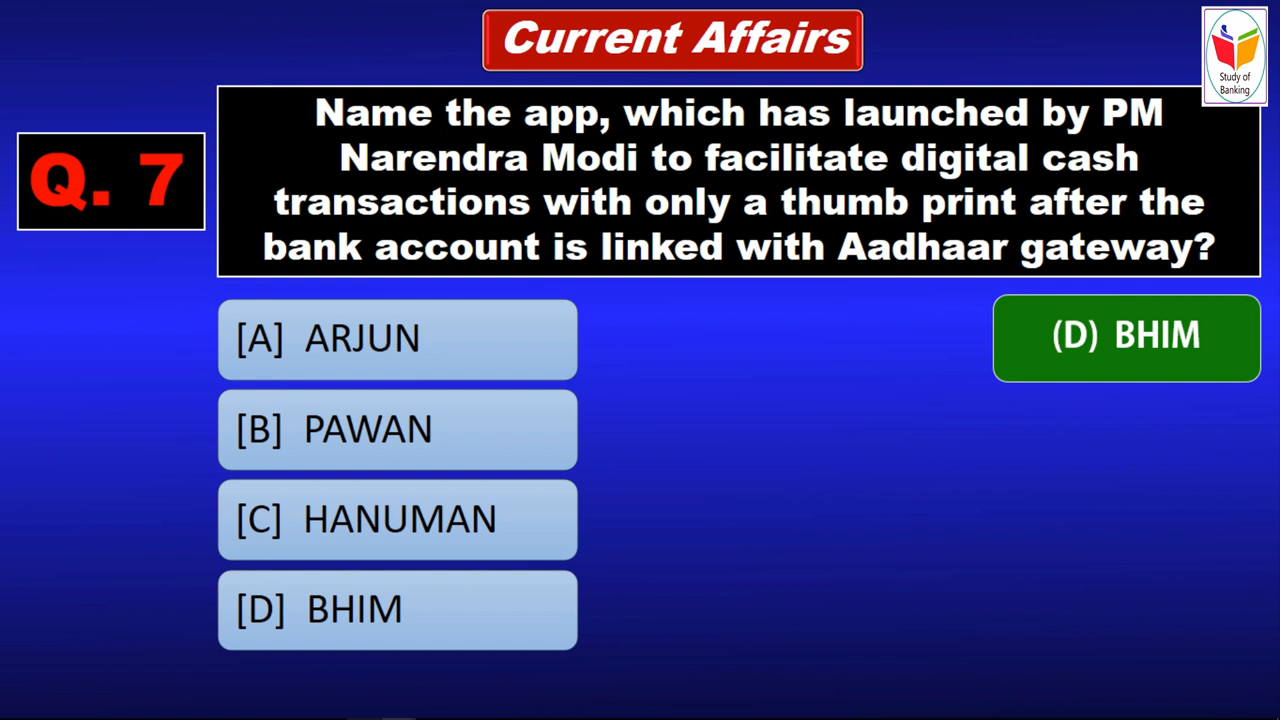 Current Affairs
Study of
Banking
Q. 7
Name the app, which has launched by PM
Narendra Modi to facilitate digital cash
transactions with only a thumb print after the
bank account is linked with Aadhaar gateway?
[A] ARJUN
[B] PAWAN
[C] HANUMAN
[D] BHIM
(D) BHIM